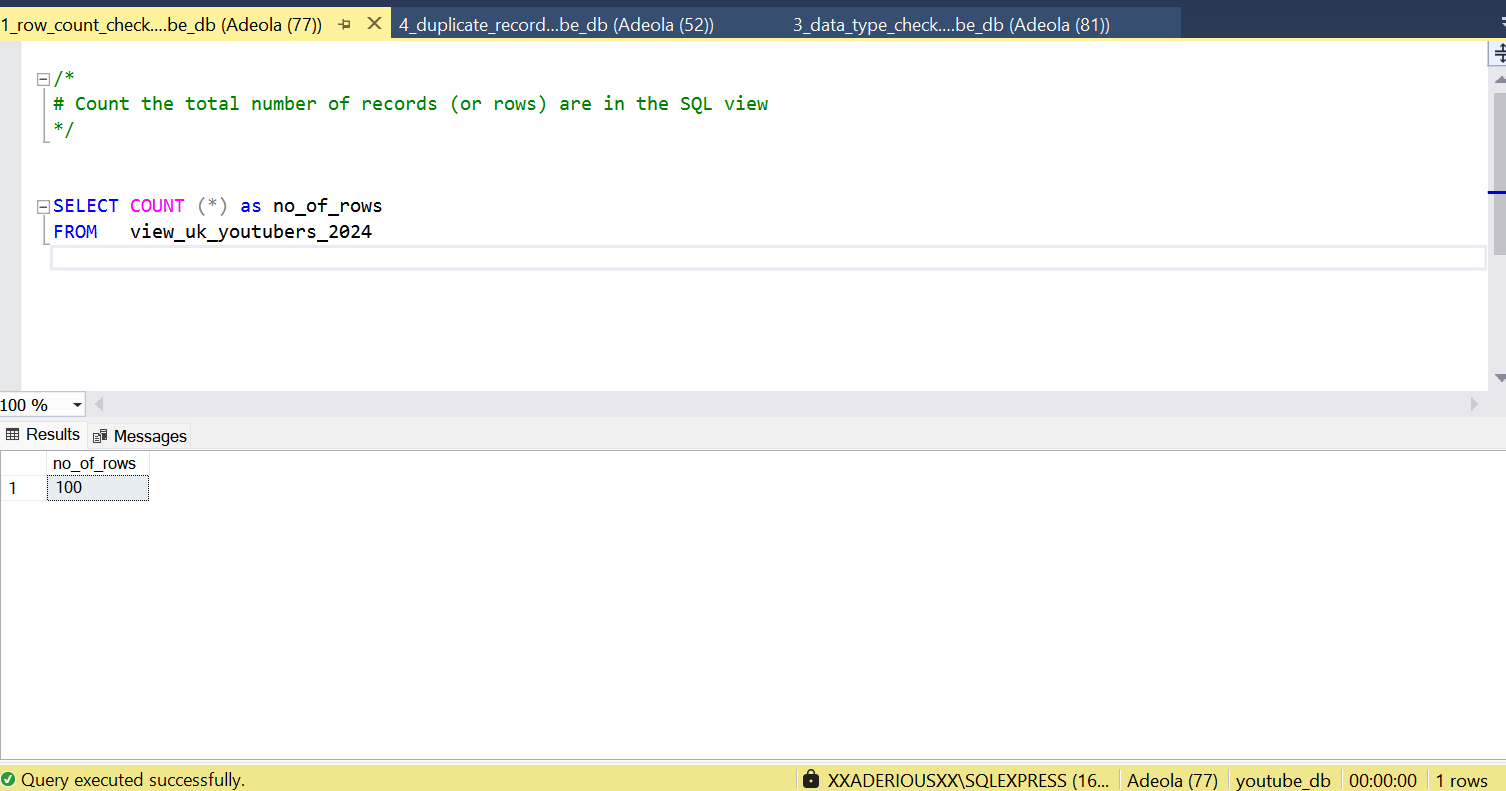 1_row_count_check....be_db (Adeola (77)) 4_duplicate_record...be_db (Adeola (52)) 3_data_type_check....be_db (Adeola (81))
/*
# Count the total number of records (or rows) are in the SQL view
*/
SELECT COUNT (*) as no_of_rows
FROM view_uk_youtubers_2024
100 %
Results Messages
no_of_rows
1 100
Query executed successfully. XXADERIOUSXX\SQLEXPRESS (16... Adeola (77) youtube_db 00:00:00 1 rows